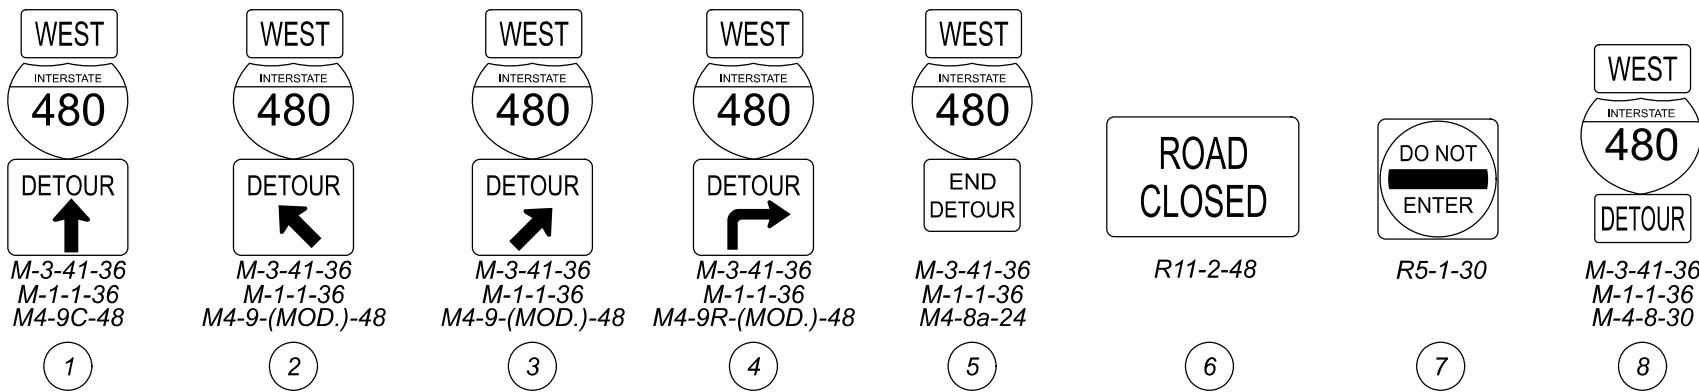 WEST
INTERSTATE
480
DETOUR
M-3-41-36
M-1-1-36
M4-9C-48
1
WEST
INTERSTATE
480
DETOUR
M-3-41-36
M-1-1-36
M4-9-(MOD.)-48
2
WEST
INTERSTATE
480
DETOUR
M-3-41-36
M-1-1-36
M4-9-(MOD.)-48
3
WEST
INTERSTATE
480
DETOUR
M-3-41-36
M-1-1-36
M4-9R-(MOD.)-48
4
WEST
INTERSTATE
480
END
DETOUR
M-3-41-36
M-1-1-36
M4-8a-24
5
ROAD
CLOSED
R11-2-48
6
DO NOT
ENTER
R5-1-30
7
WEST
INTERSTATE
480
DETOUR
M-3-41-36
M-1-1-36
M-4-8-30
8